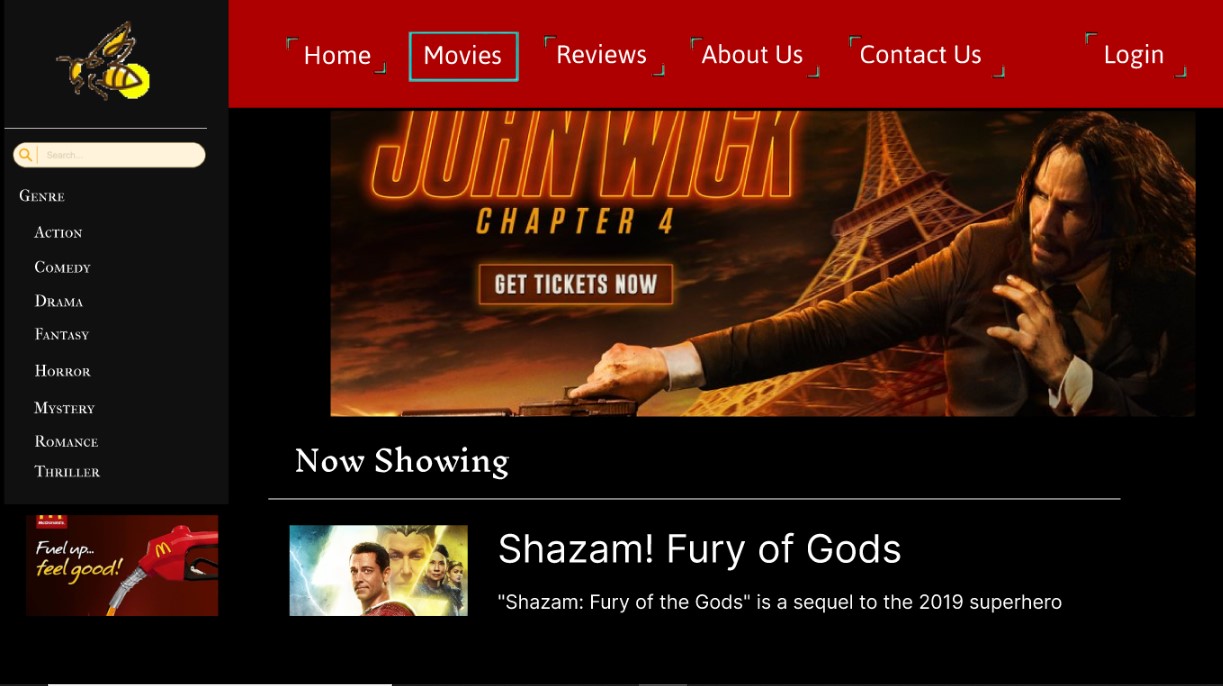 Home Movies Reviews About Us Contact Us Login
Search...
Genre
Action
Comedy
Drama
Fantasy
Horror
Mystery
Romance
Thriller
Fuel up...
feel good!
JOHN WICK
CHAPTER 4
GET TICKETS NOW
Now Showing
Shazam! Fury of Gods
"Shazam: Fury of the Gods" is a sequel to the 2019 superhero